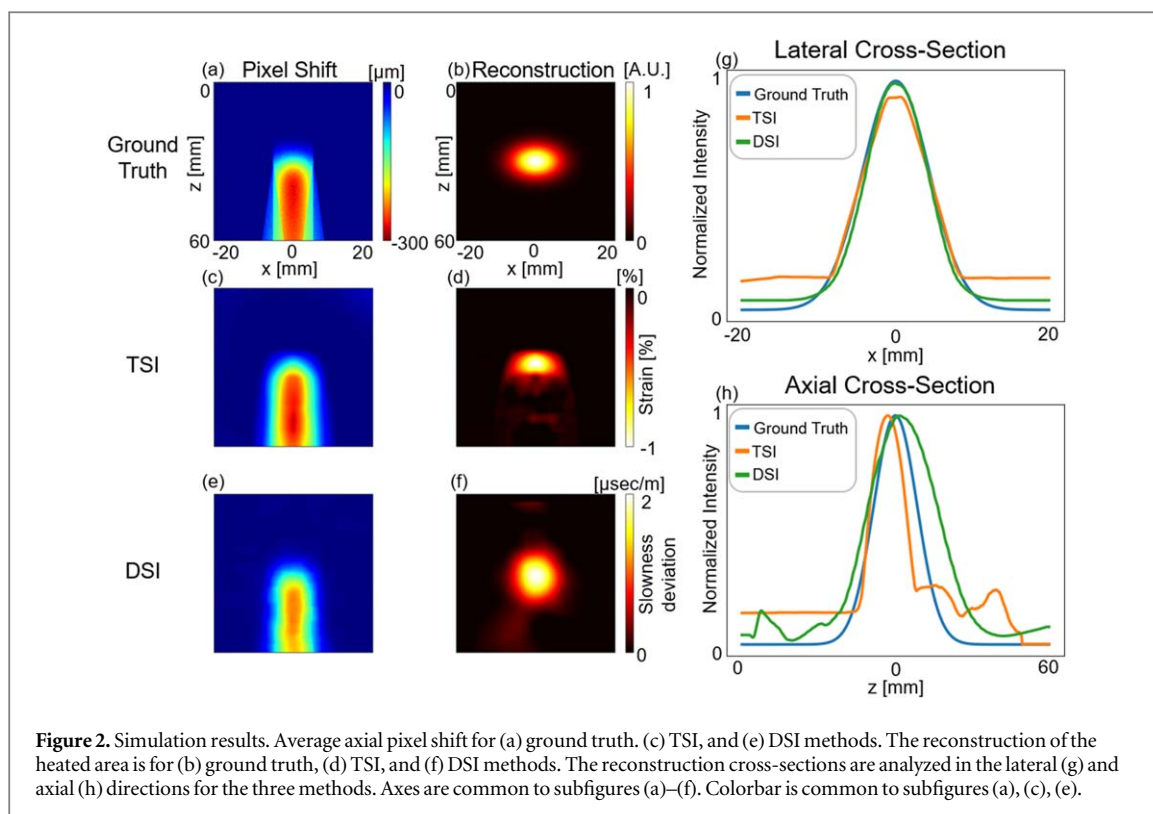 (a) Pixel Shift [µm]
0
0
Ground
Truth
z [mm]
60
-300
-20 0 20
x [mm]
(b) Reconstruction [A.U.]
0
1
z [mm]
60
0
-20 0 20
x [mm]
(c)
TSI
(d) [%]
0
Strain [%]
-1
(e)
DSI
(f) [µsec/m]
2
Slowness
deviation
0
Lateral Cross-Section
(g)
1
Ground Truth
TSI
DSI
Normalized Intensity
0
-20 0 20
x [mm]
Axial Cross-Section
(h)
1
Ground Truth
TSI
DSI
Normalized Intensity
0
0 0 60
z [mm]
Figure 2. Simulation results. Average axial pixel shift for (a) ground truth. (c) TSI, and (e) DSI methods. The reconstruction of the
heated area is for (b) ground truth, (d) TSI, and (f) DSI methods. The reconstruction cross-sections are analyzed in the lateral (g) and
axial (h) directions for the three methods. Axes are common to subfigures (a)–(f). Colorbar is common to subfigures (a), (c), (e).